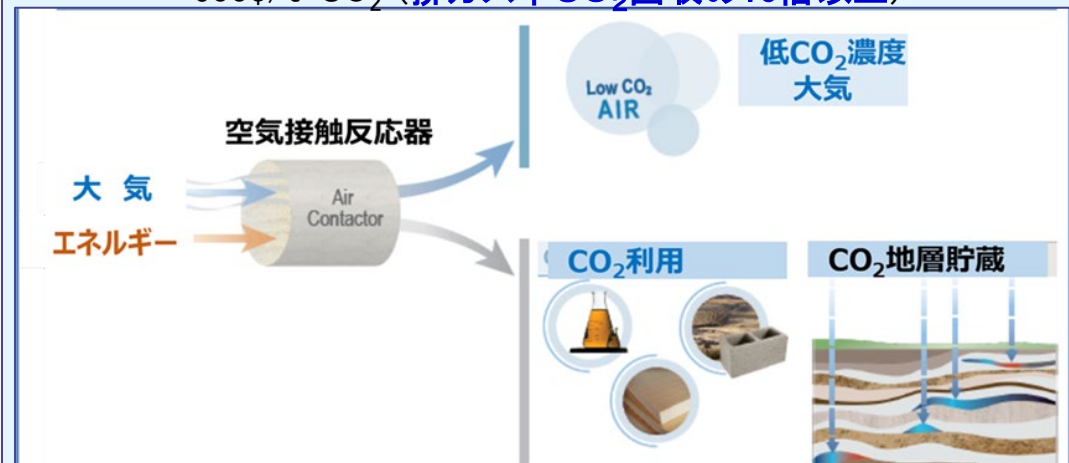 低CO₂濃度
大気
Low CO₂
AIR
空気接触反応器
大 気
エネルギー
Air
Contactor
CO₂利用
CO₂地層貯蔵